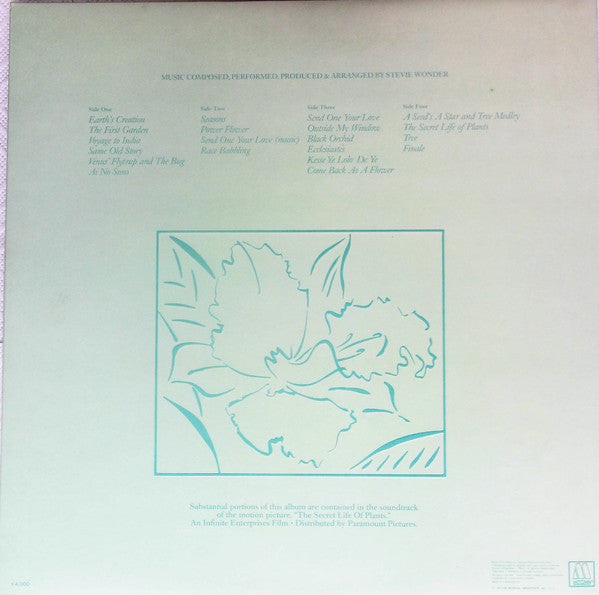 MUSIC COMPOSED, PERFORMED, PRODUCED & ARRANGED BY STEVIE WONDER
Side One
Earth's Creation
The First Garden
Voyage to India
Same Old Story
Venus' Flytrap and The Bug
Ai No Sono
Side Two
Seasons
Power Flower
Send One Your Love (music)
Race Babbling
Side Three
Send One Your Love
Outside My Window
Black Orchid
Ecclesiastes
Kesse Ye Lolo De Ye
Come Back As A Flower
Side Four
A Seed's A Star and Tree Medley
The Secret Life of Plants
Tree
Finale
Substantial portions of this album are contained in the soundtrack
of the motion picture, "The Secret Life Of Plants."
An Infinite Enterprises Film · Distributed by Paramount Pictures.
¥4,000